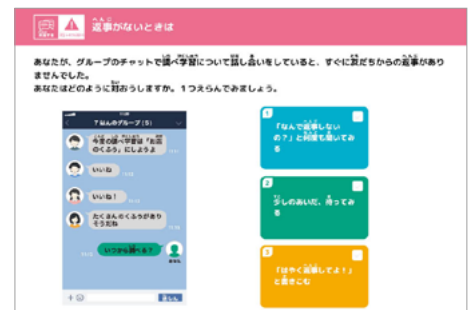 返事がないときは
あなたが、グループのチャットで調べ学習について話し合いをしていると、すぐに友だちからの返事があり
ませんでした。
あなたはどのように対おうしますか。1つえらんでみましょう。
7はんのグループ(5)
今度の調べ学習は「お店
のくふう」にしようよ
いいね
いいね!
たくさんのくふうがあり
そうだね
いつから調べる?
1
「なんで返事しない
の?」と何度も聞いてみ
る
2
少しのあいだ、待ってみ
る
3
「はやく返事してよ!」
と書きこむ